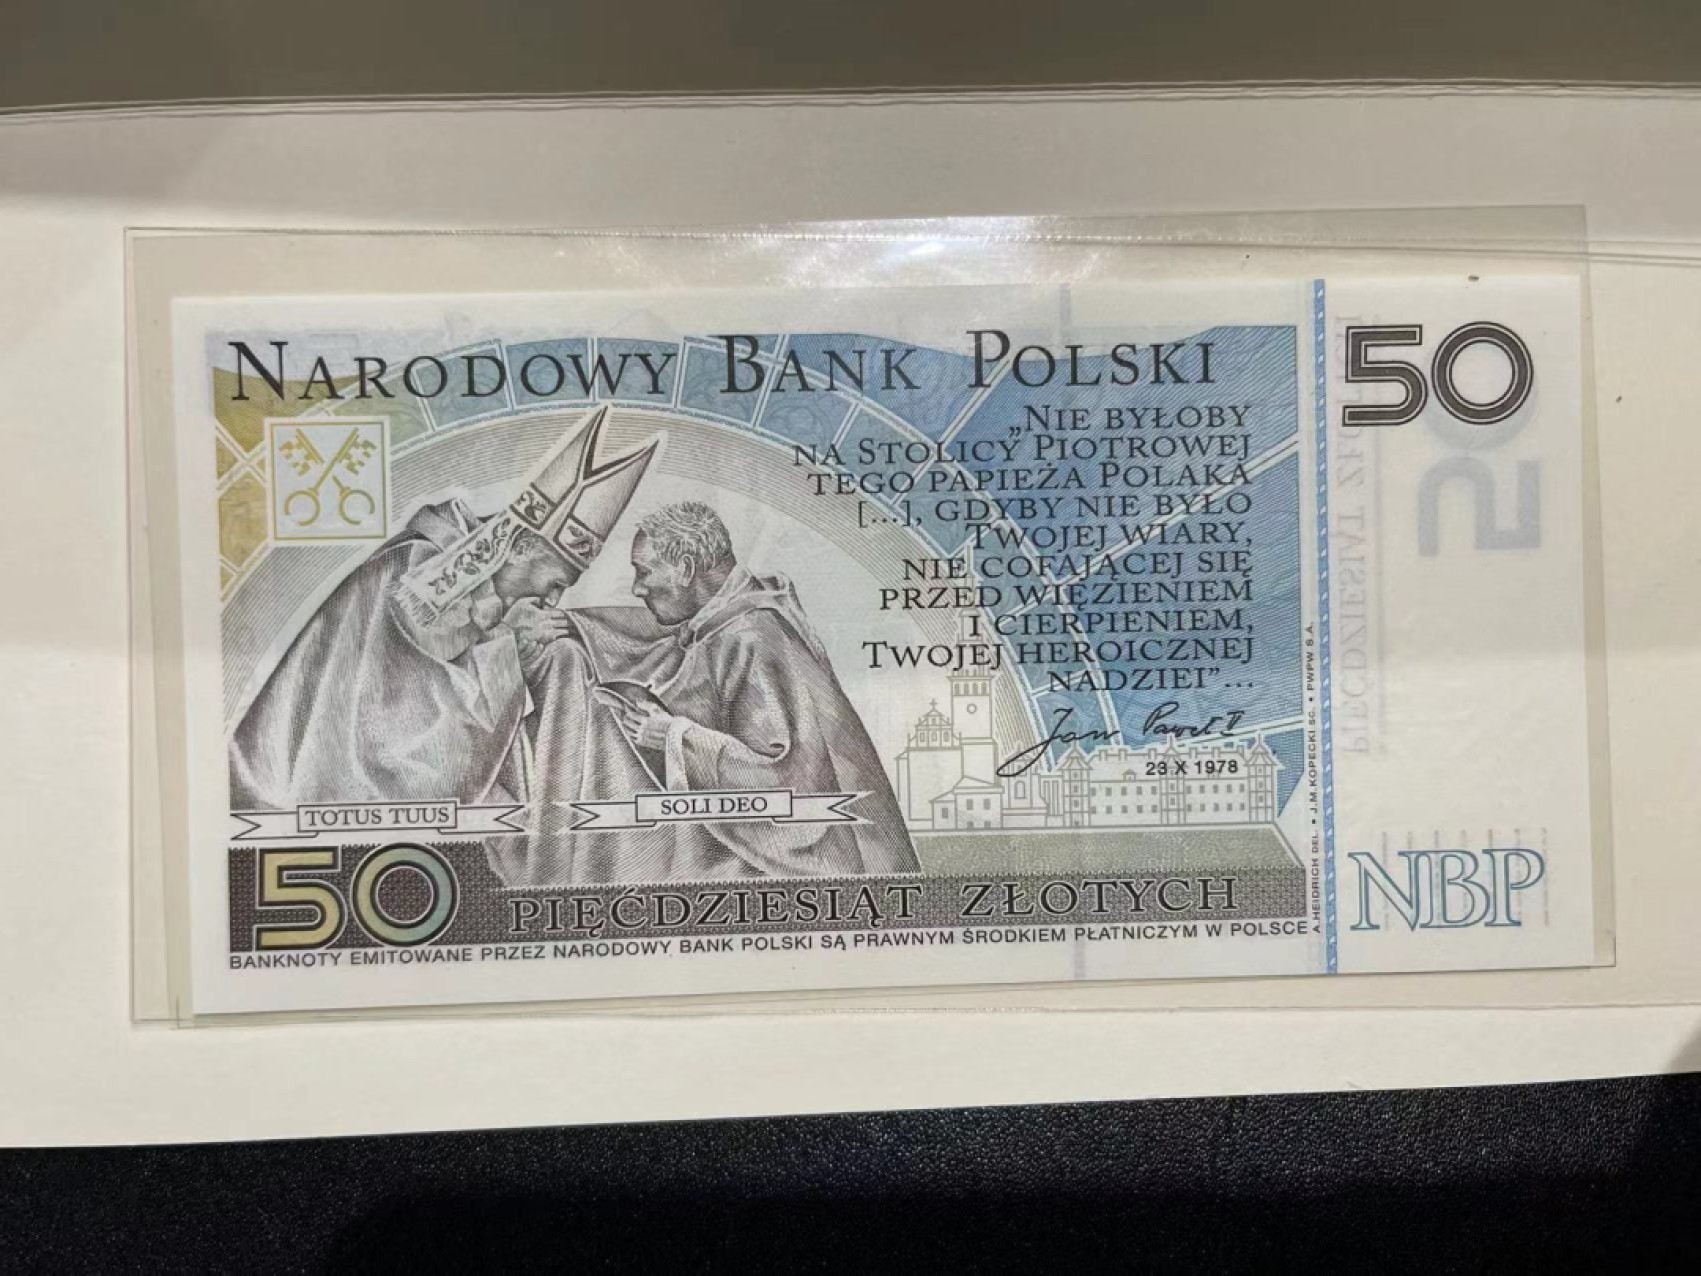 NARODOWY BANK POLSKI
50
„NIE BYŁOBY
NA STOLICY PIOTROWEJ
TEGO PAPIEŻA POLAKA
[...], GDYBY NIE BYŁO
TWOJEJ WIARY,
NIE COFAJĄCEJ SIĘ
PRZED WIĘZIENIEM
I CIERPIENIEM,
TWOJEJ HEROICZNEJ
NADZIEI”...
Jan Paweł II
23 X 1978
TOTUS TUUS
SOLI DEO
50
PIĘĆDZIESIĄT ZŁOTYCH
BANKNOTY EMITOWANE PRZEZ NARODOWY BANK POLSKI SĄ PRAWNYM ŚRODKIEM PŁATNICZYM W POLSCE
A.HEIDRICH DEL. • J.M.KOPECKI SC. • PWPW S.A.
NBP